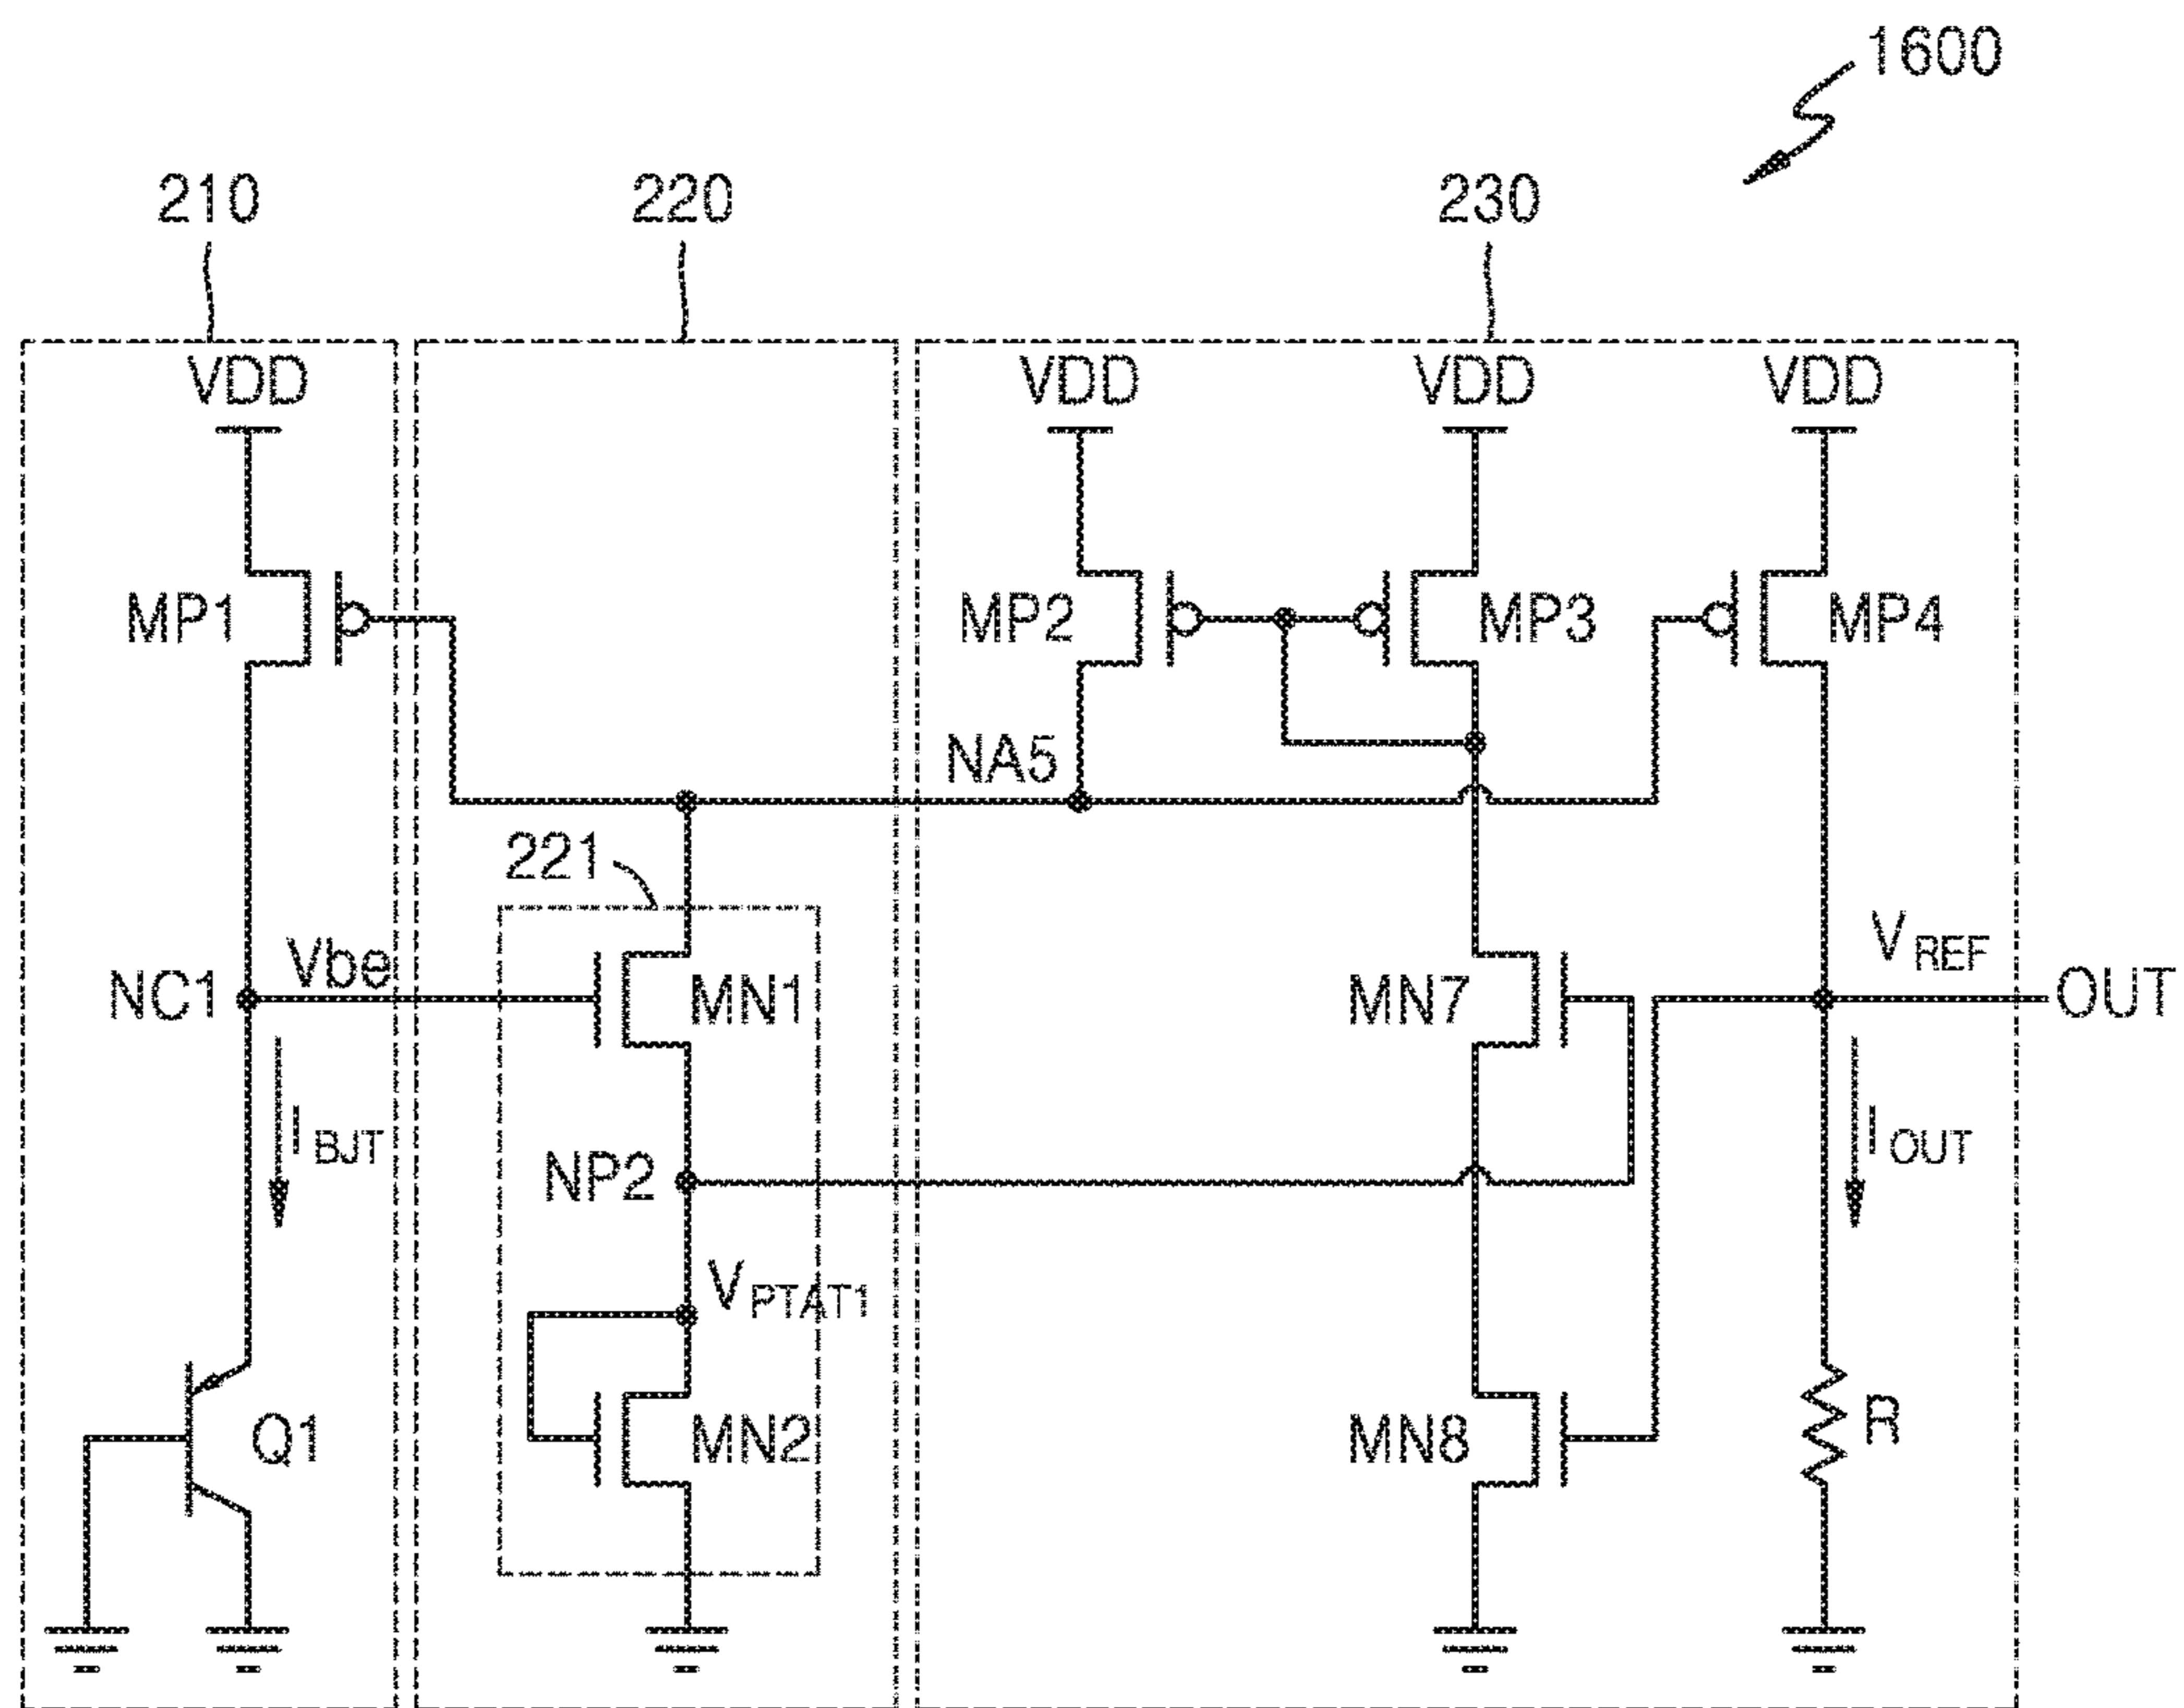 1600
210 220 230
VDD VDD VDD VDD
MP1 MP2 MP3 MP4
NA5
221
NC1 Vbe MN1 MN7 VREF OUT
IBJT NP2 IOUT
VPTAT1
Q1 MN2 MN8 R